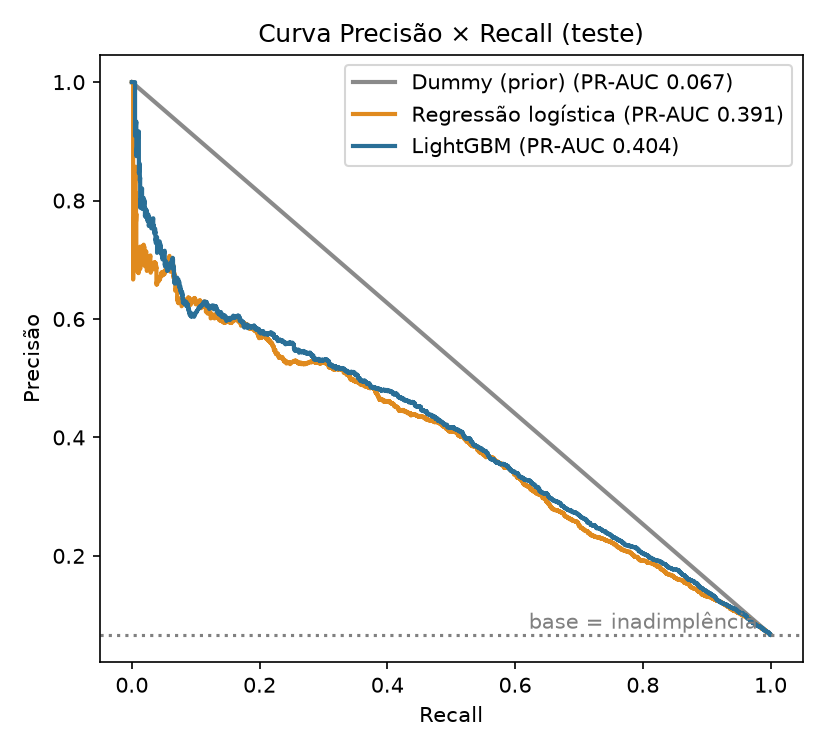 Curva Precisão × Recall (teste)
Dummy (prior) (PR-AUC 0.067)
Regressão logística (PR-AUC 0.391)
LightGBM (PR-AUC 0.404)
1.0
0.8
0.6
0.4
0.2
Precisão
base = inadimplência
0.0 0.2 0.4 0.6 0.8 1.0
Recall